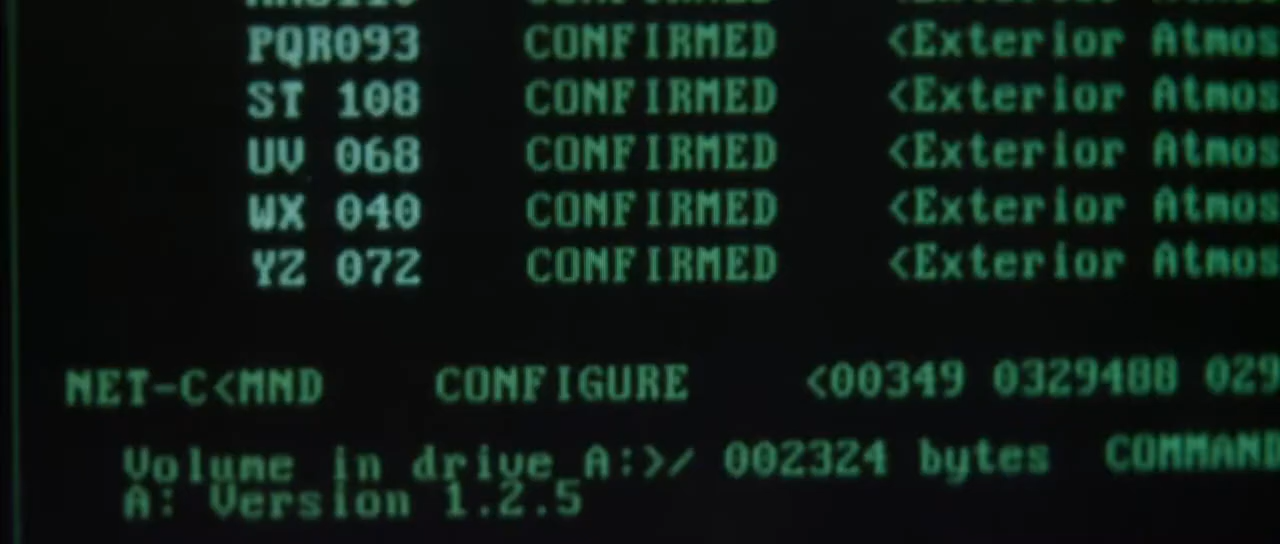 PQR093 CONFIRMED <Exterior Atmos
ST 108 CONFIRMED <Exterior Atmos
UV 068 CONFIRMED <Exterior Atmos
WX 040 CONFIRMED <Exterior Atmos
YZ 072 CONFIRMED <Exterior Atmos
NET-C<MND CONFIGURE <00349 0329488 029
Volume in drive_A:>/ 002324 bytes COMMAND
A: Version 1.2.5